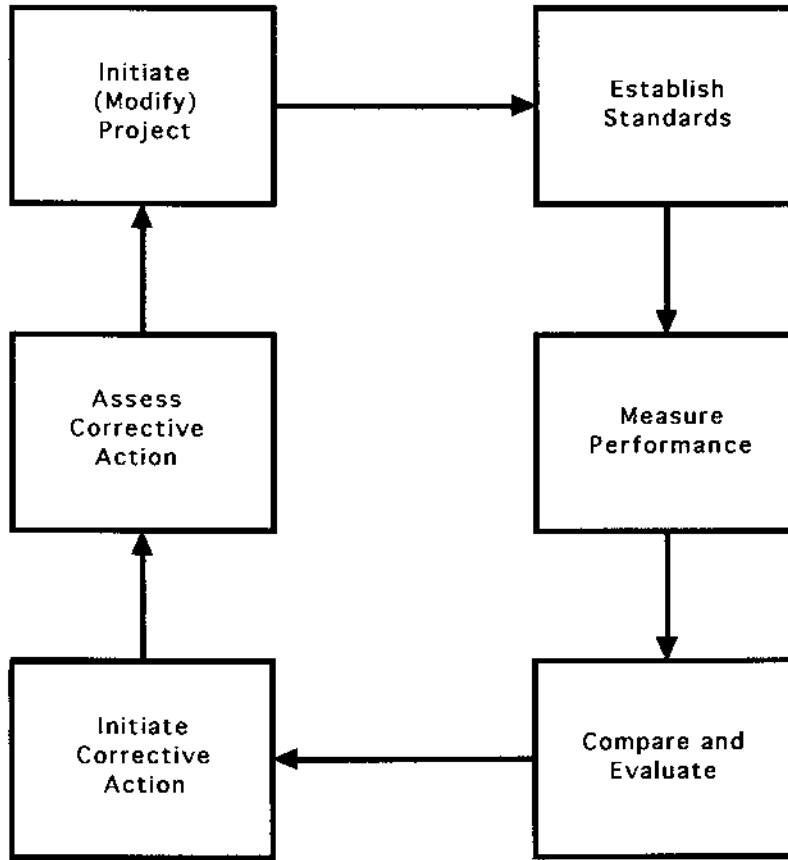 Initiate
(Modify)
Project
Establish
Standards
Assess
Corrective
Action
Measure
Performance
Initiate
Corrective
Action
Compare and
Evaluate